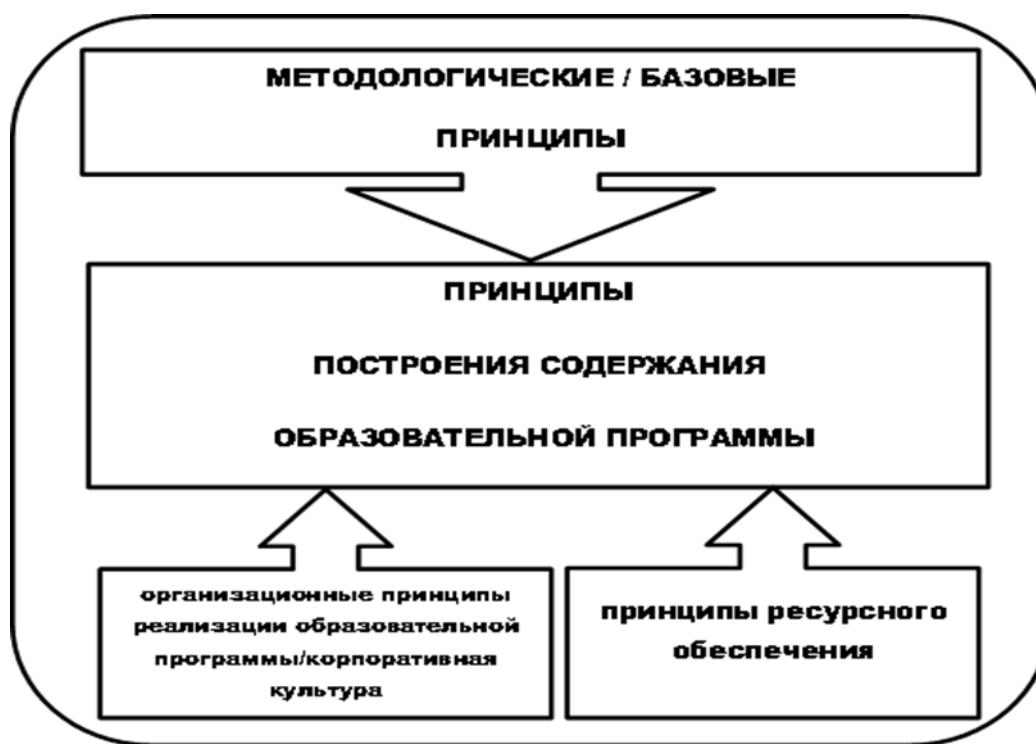 МЕТОДОЛОГИЧЕСКИЕ / БАЗОВЫЕ
ПРИНЦИПЫ
ПРИНЦИПЫ
ПОСТРОЕНИЯ СОДЕРЖАНИЯ
ОБРАЗОВАТЕЛЬНОЙ ПРОГРАММЫ
организационные принципы
реализации образовательной
программы/корпоративная
культура
принципы ресурсного
обеспечения